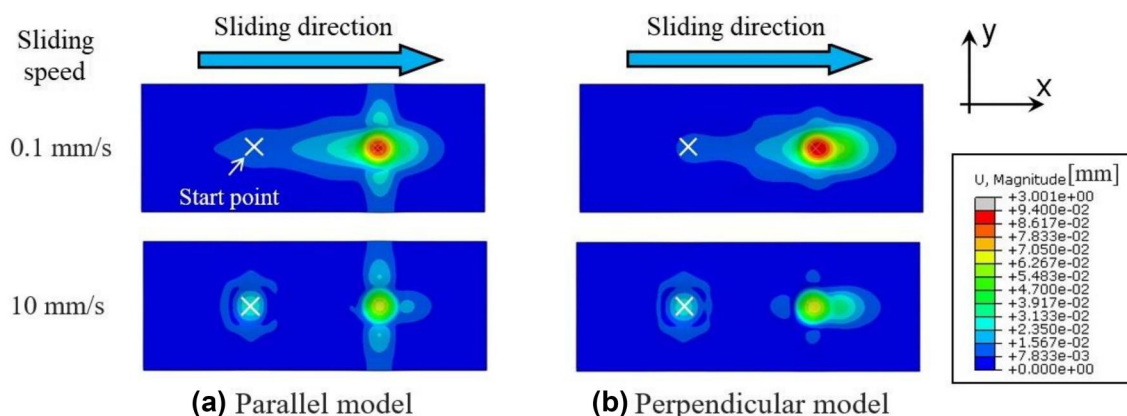 Sliding
speed
Sliding direction
Sliding direction
y
x
0.1 mm/s
Start point
10 mm/s
U, Magnitude [mm]
+3.001e+00
+9.400e-02
+8.617e-02
+7.833e-02
+7.050e-02
+6.267e-02
+5.483e-02
+4.700e-02
+3.917e-02
+3.133e-02
+2.350e-02
+1.567e-02
+7.833e-03
+0.000e+00
(a) Parallel model
(b) Perpendicular model